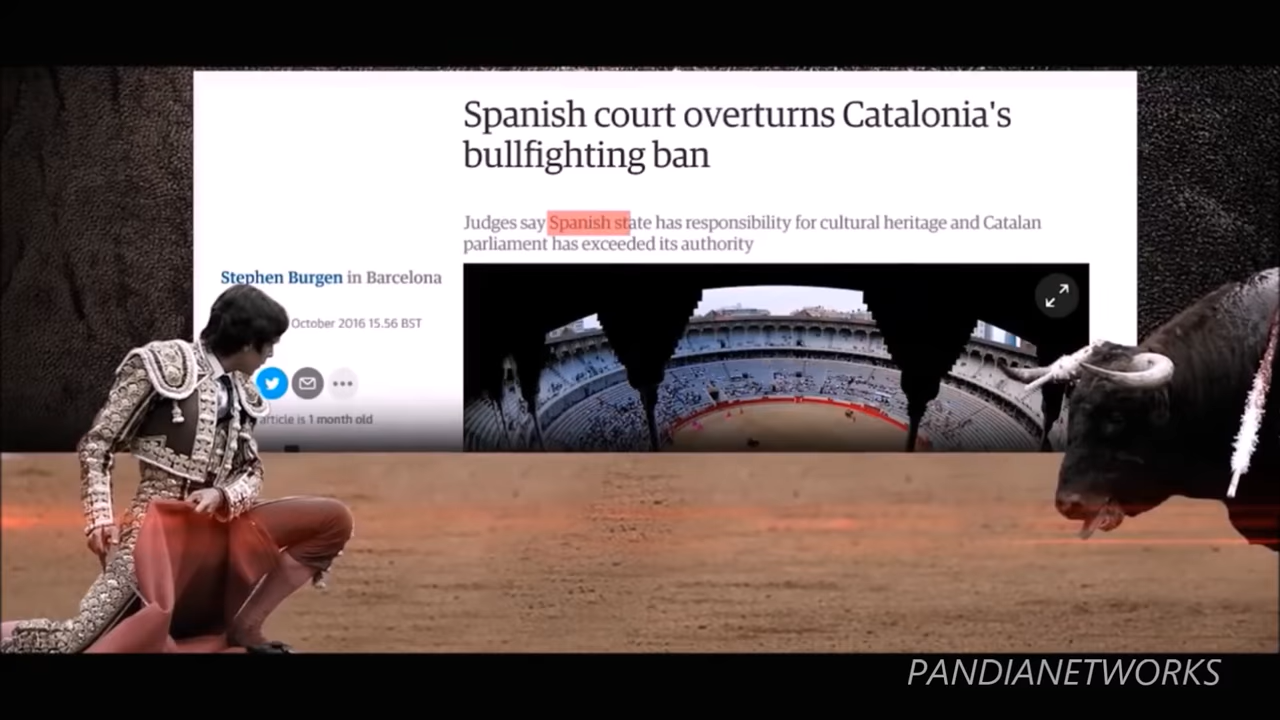 Spanish court overturns Catalonia's
bullfighting ban
Judges say Spanish state has responsibility for cultural heritage and Catalan
parliament has exceeded its authority
Stephen Burgen in Barcelona
October 2016 15.56 BST
article is 1 month old
PANDIANETWORKS